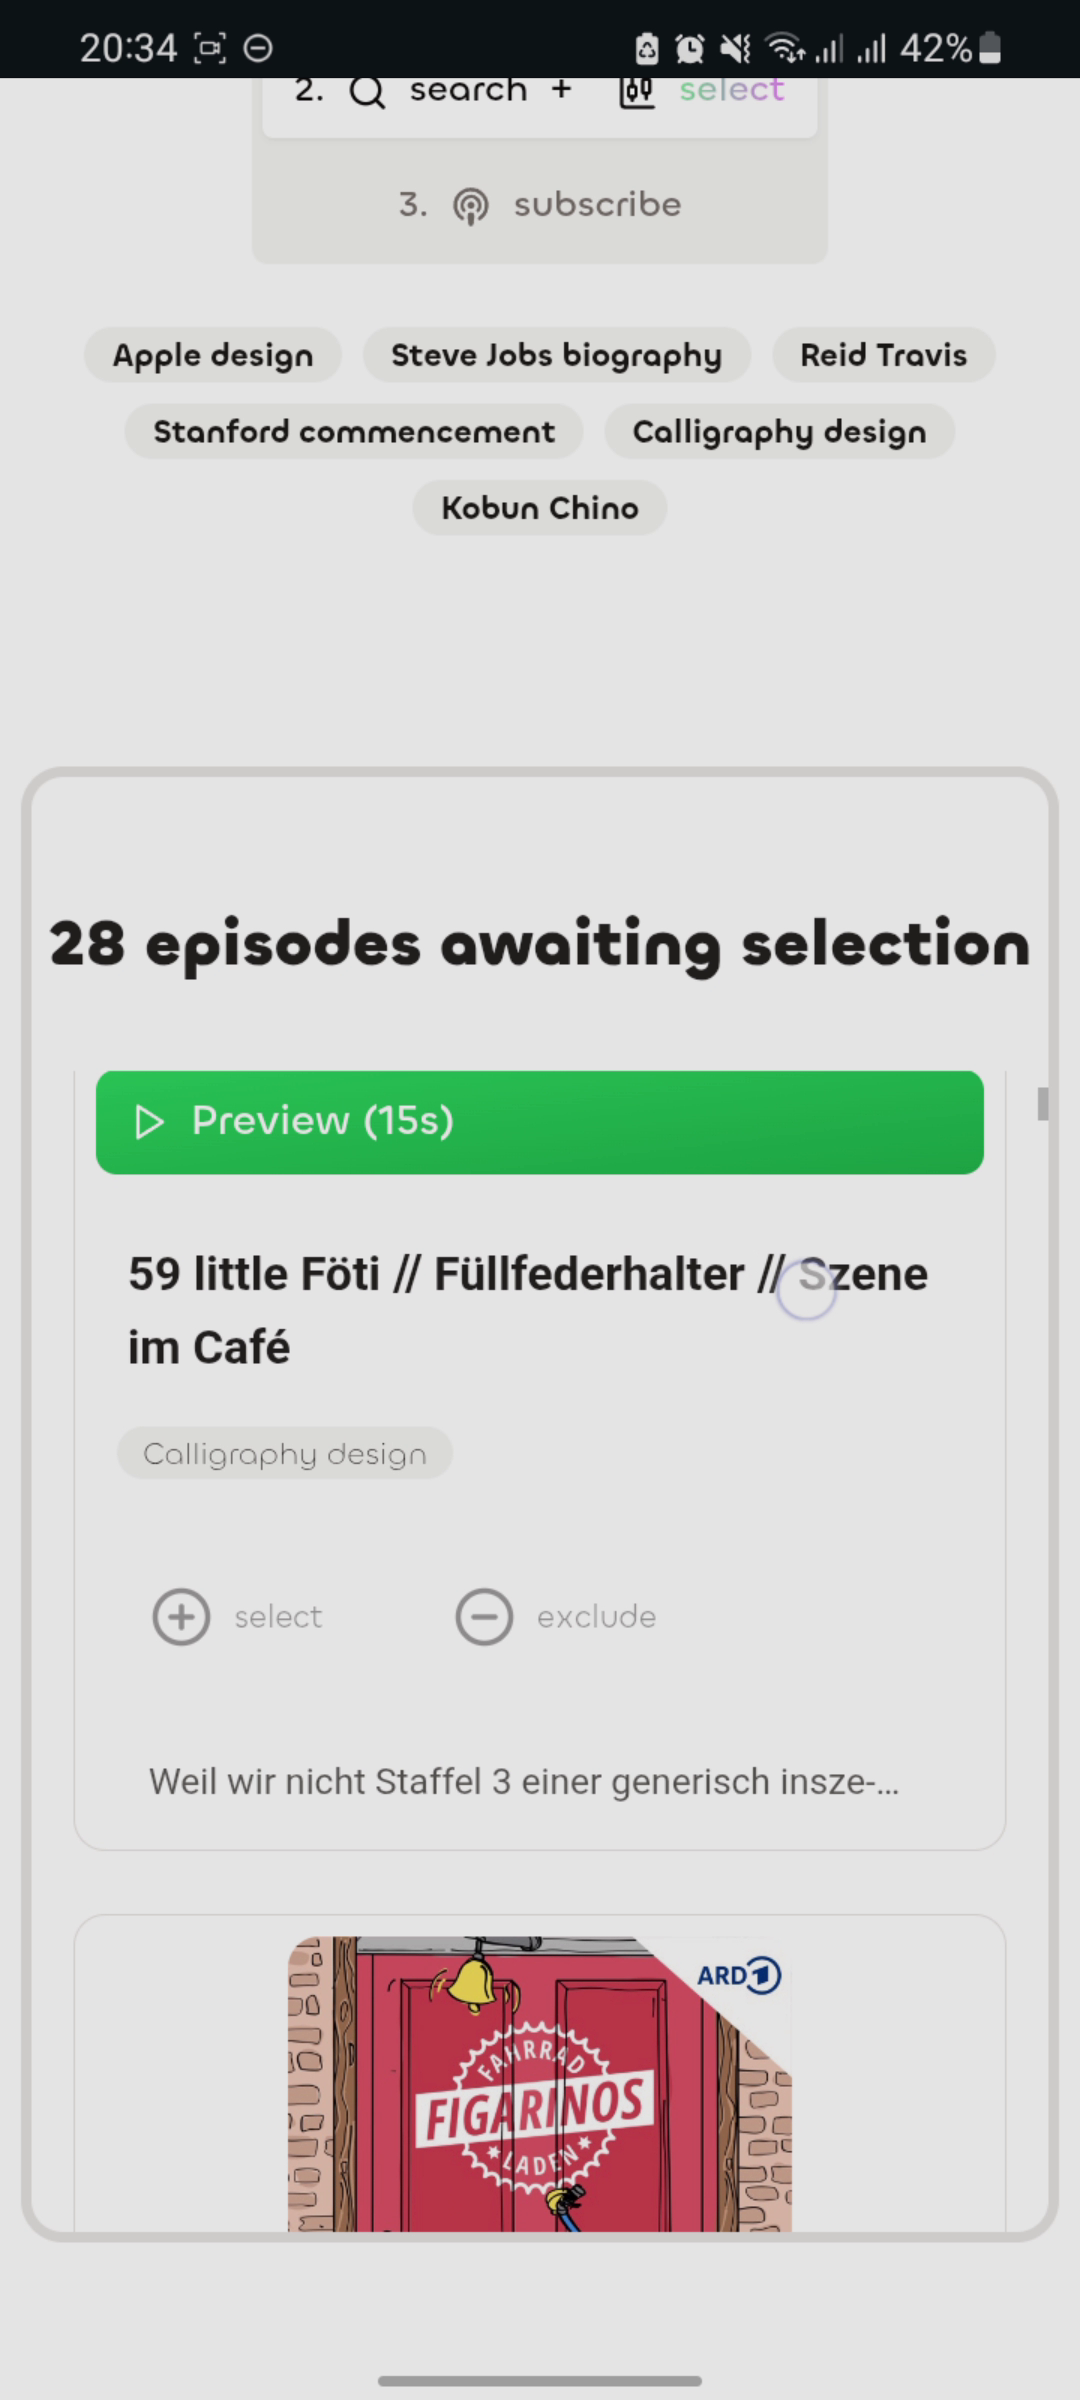 20:34 42%
2. search + select
3. subscribe
Apple design Steve Jobs biography Reid Travis
Stanford commencement Calligraphy design
Kobun Chino
28 episodes awaiting selection
Preview (15s)
59 little Föti // Füllfederhalter // Szene
im Café
Calligraphy design
select exclude
Weil wir nicht Staffel 3 einer generisch insze-...
ARD 1
FAHRRAD
FIGARINOS
LADEN